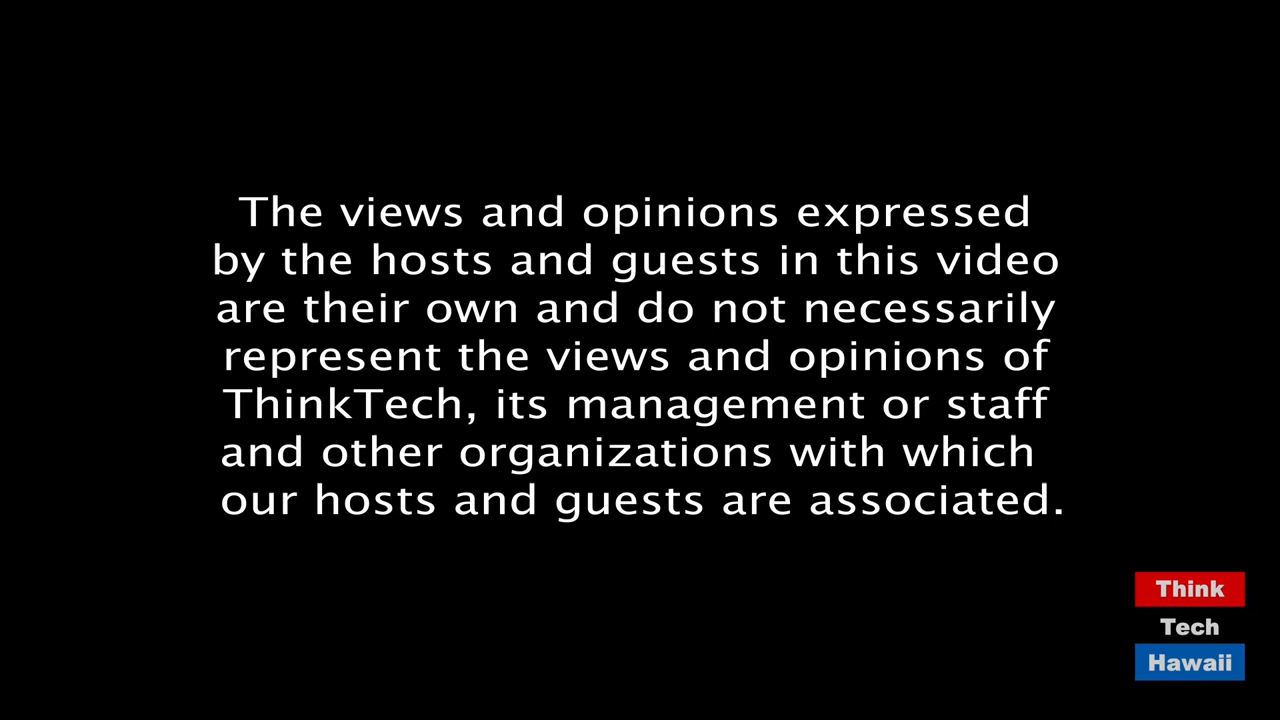 The views and opinions expressed
by the hosts and guests in this video
are their own and do not necessarily
represent the views and opinions of
ThinkTech, its management or staff
and other organizations with which
our hosts and guests are associated.
Think
Tech
Hawaii